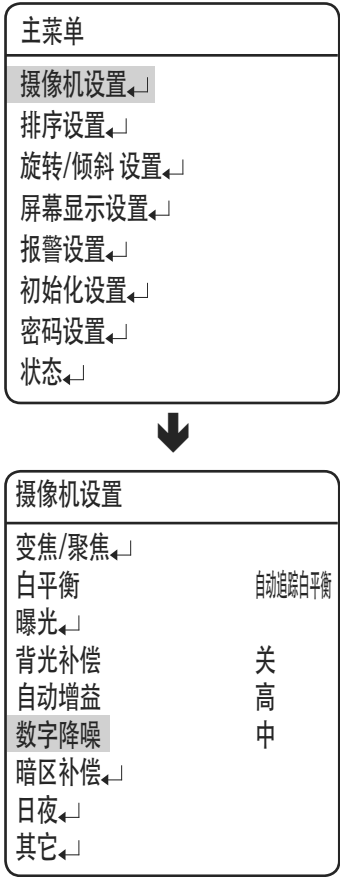 主菜单
摄像机设置↵
排序设置↵
旋转/倾斜 设置↵
屏幕显示设置↵
报警设置↵
初始化设置↵
密码设置↵
状态↵
摄像机设置
变焦/聚焦↵
白平衡 自动追踪白平衡
曝光↵
背光补偿 关
自动增益 高
数字降噪 中
暗区补偿↵
日夜↵
其它↵